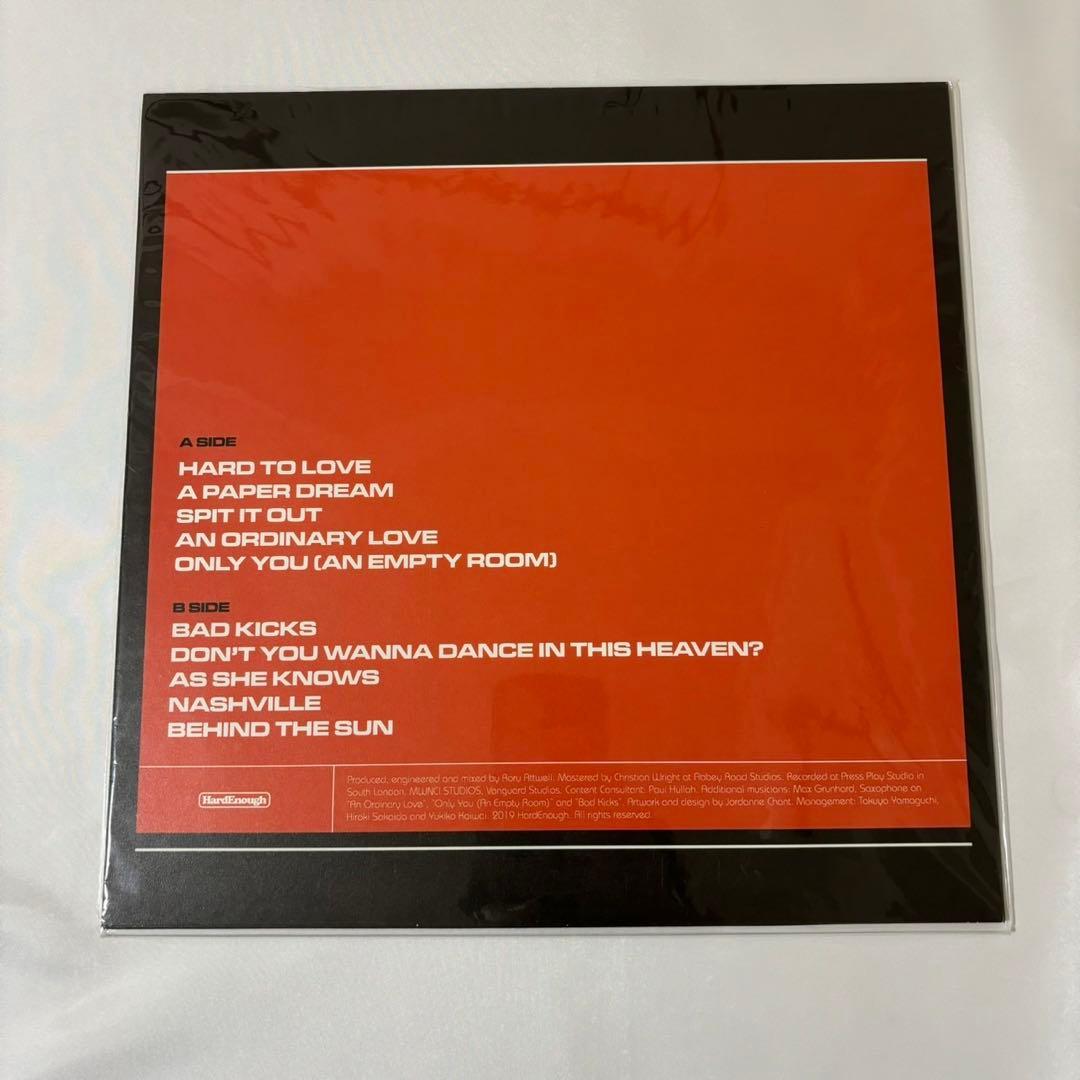 A SIDE
HARD TO LOVE
A PAPER DREAM
SPIT IT OUT
AN ORDINARY LOVE
ONLY YOU (AN EMPTY ROOM)
B SIDE
BAD KICKS
DON'T YOU WANNA DANCE IN THIS HEAVEN?
AS SHE KNOWS
NASHVILLE
BEHIND THE SUN
HardEnough
Produced, engineered and mixed by Rory Attwell. Mastered by Christian Wright at Abbey Road Studios. Recorded at Press Play Studio in
South London, MWNCI STUDIOS, Vanguard Studios. Content Consultant: Paul Hullah. Additional musicians: Max Grunhard, Saxophone on
"An Ordinary Love", "Only You (An Empty Room)" and "Bad Kicks". Artwork and design by Jordanne Chant. Management: Takuya Yamaguchi,
Hiroki Sakaida and Yukiko Kaiwai. 2019 HardEnough. All rights reserved.